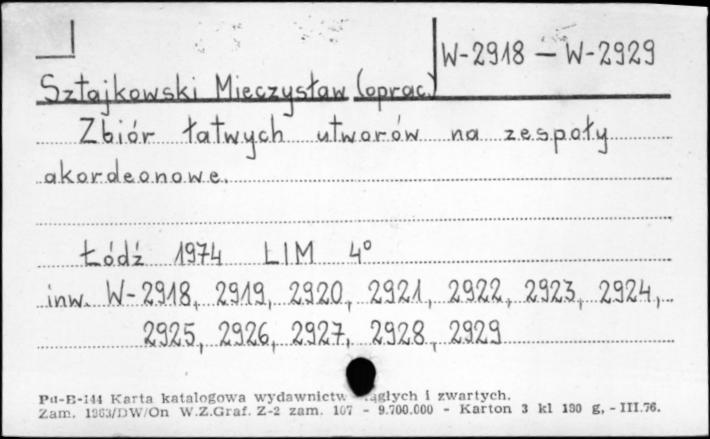 W-2918 — W-2929
Sztajkowski Mieczysław (oprac.)
Zbiór łatwych utworów na zespoły
akordeonowe.
Łódź 1974 LIM 4°
inw. W-2918, 2919, 2920, 2921, 2922, 2923, 2924,
2925, 2926, 2927, 2928, 2929
Pu-B-144 Karta katalogowa wydawnictw i zwartych.
Zam. 1363/DW/On W.Z.Graf. Z-2 zam. 107 - 9.700.000 - Karton 3 kl 180 g, - III.76.